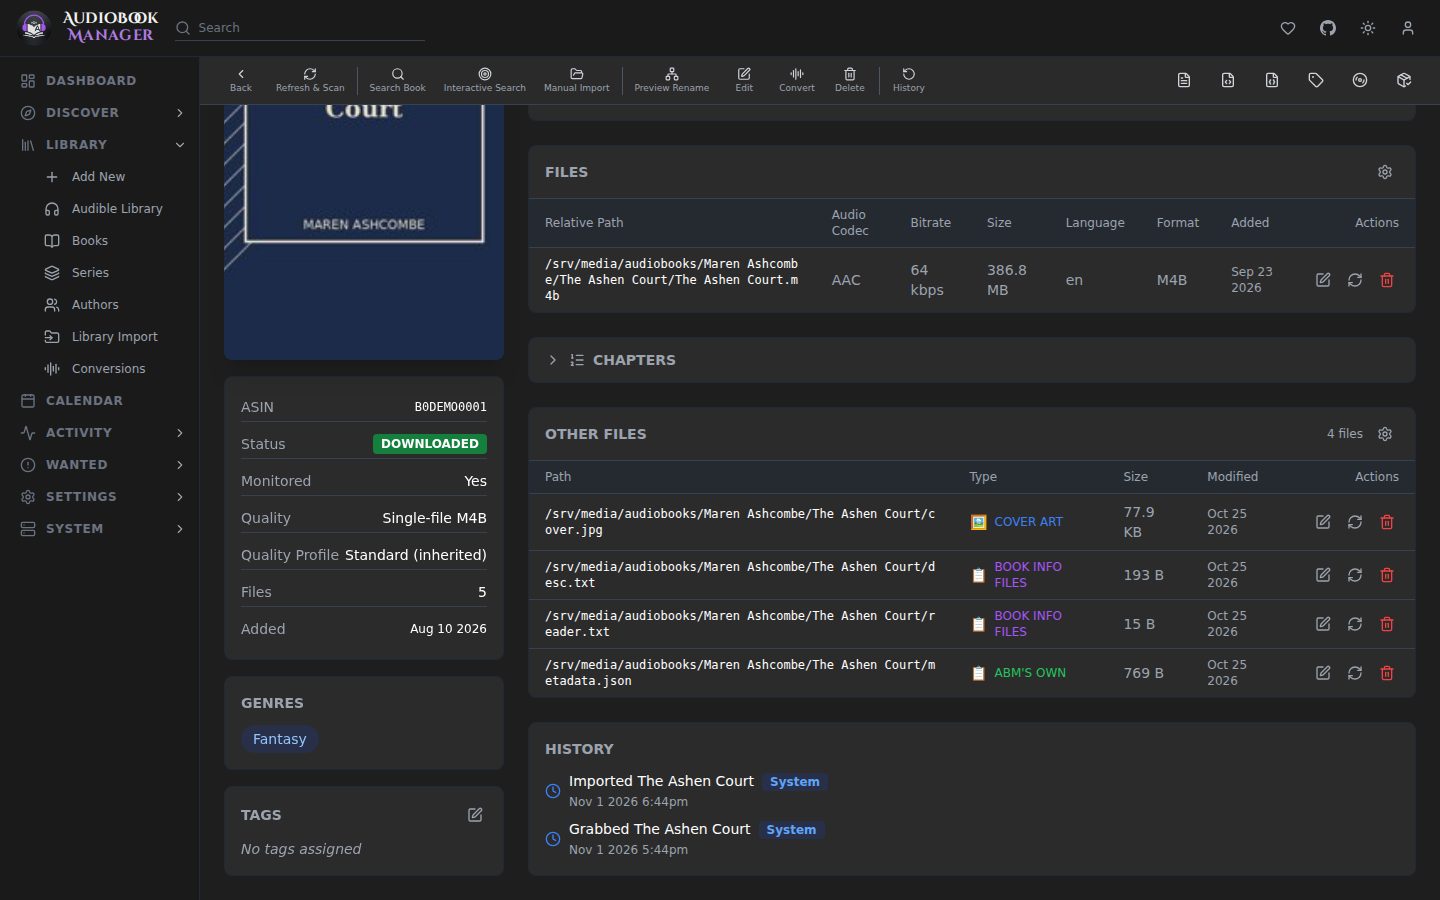 AUDIOBOOK
MANAGER
Search
DASHBOARD
DISCOVER
LIBRARY
Add New
Audible Library
Books
Series
Authors
Library Import
Conversions
CALENDAR
ACTIVITY
WANTED
SETTINGS
SYSTEM
Back
Refresh & Scan
Search Book
Interactive Search
Manual Import
Preview Rename
Edit
Convert
Delete
History
Court
MAREN ASHCOMBE
ASIN B0DEMO0001
Status DOWNLOADED
Monitored Yes
Quality Single-file M4B
Quality Profile Standard (inherited)
Files 5
Added Aug 10 2026
GENRES
Fantasy
TAGS
No tags assigned
FILES
Relative Path Audio Codec Bitrate Size Language Format Added Actions
/srv/media/audiobooks/Maren Ashcomb
e/The Ashen Court/The Ashen Court.m
4b
AAC
64
kbps
386.8
MB
en
M4B
Sep 23
2026
CHAPTERS
OTHER FILES
4 files
Path Type Size Modified Actions
/srv/media/audiobooks/Maren Ashcombe/The Ashen Court/c
over.jpg
COVER ART
77.9
KB
Oct 25
2026
/srv/media/audiobooks/Maren Ashcombe/The Ashen Court/d
esc.txt
BOOK INFO
FILES
193 B
Oct 25
2026
/srv/media/audiobooks/Maren Ashcombe/The Ashen Court/r
eader.txt
BOOK INFO
FILES
15 B
Oct 25
2026
/srv/media/audiobooks/Maren Ashcombe/The Ashen Court/m
etadata.json
ABM'S OWN
769 B
Oct 25
2026
HISTORY
Imported The Ashen Court System
Nov 1 2026 6:44pm
Grabbed The Ashen Court System
Nov 1 2026 5:44pm